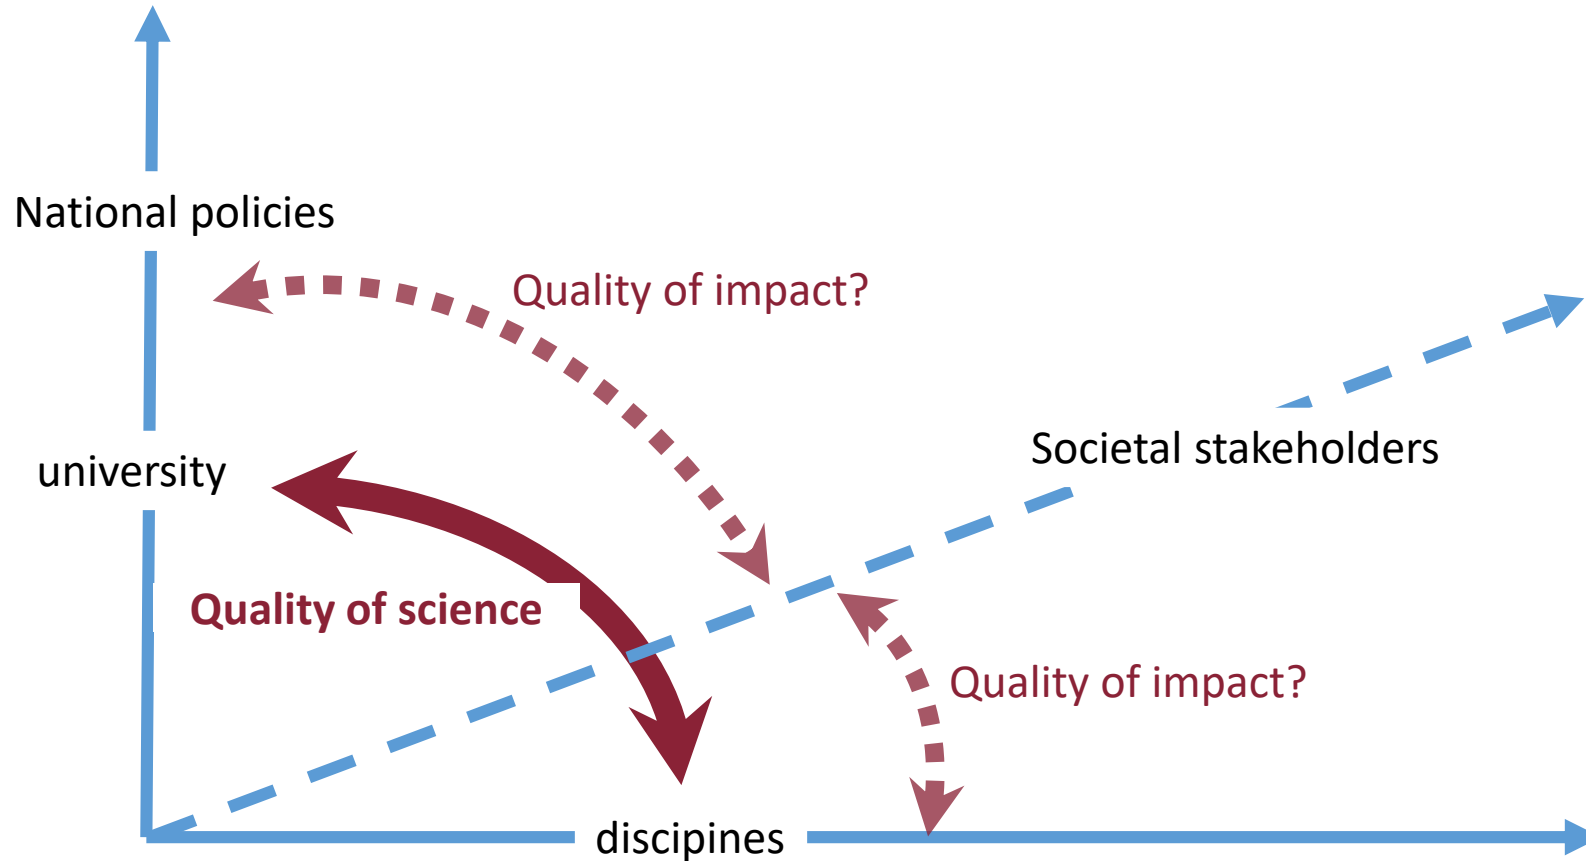 National policies
Quality of impact?
Societal stakeholders
university
Quality of science
Quality of impact?
discipines